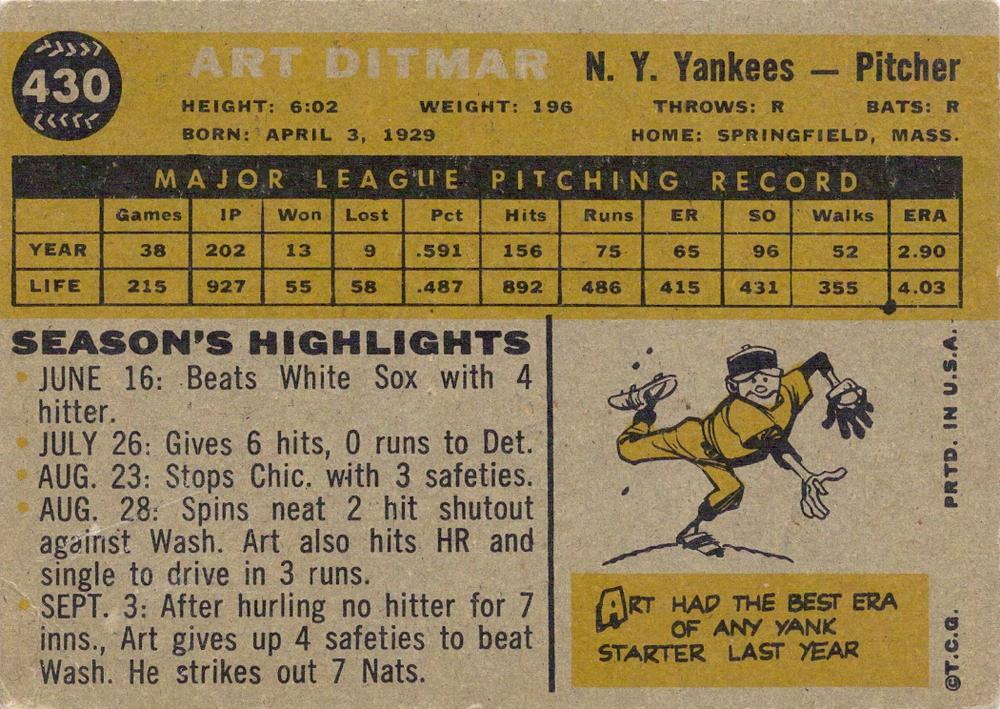 430
ART DITMAR N. Y. Yankees — Pitcher
HEIGHT: 6:02 WEIGHT: 196 THROWS: R BATS: R
BORN: APRIL 3, 1929 HOME: SPRINGFIELD, MASS.
MAJOR LEAGUE PITCHING RECORD
Games IP Won Lost Pct Hits Runs ER SO Walks ERA
YEAR 38 202 13 9 .591 156 75 65 96 52 2.90
LIFE 215 927 55 58 .487 892 486 415 431 355 4.03
SEASON'S HIGHLIGHTS
• JUNE 16: Beats White Sox with 4
hitter.
• JULY 26: Gives 6 hits, 0 runs to Det.
• AUG. 23: Stops Chic. with 3 safeties.
• AUG. 28: Spins neat 2 hit shutout
against Wash. Art also hits HR and
single to drive in 3 runs.
• SEPT. 3: After hurling no hitter for 7
inns., Art gives up 4 safeties to beat
Wash. He strikes out 7 Nats.
ART HAD THE BEST ERA
OF ANY YANK
STARTER LAST YEAR
©T.C.G. PRTD. IN U.S.A.